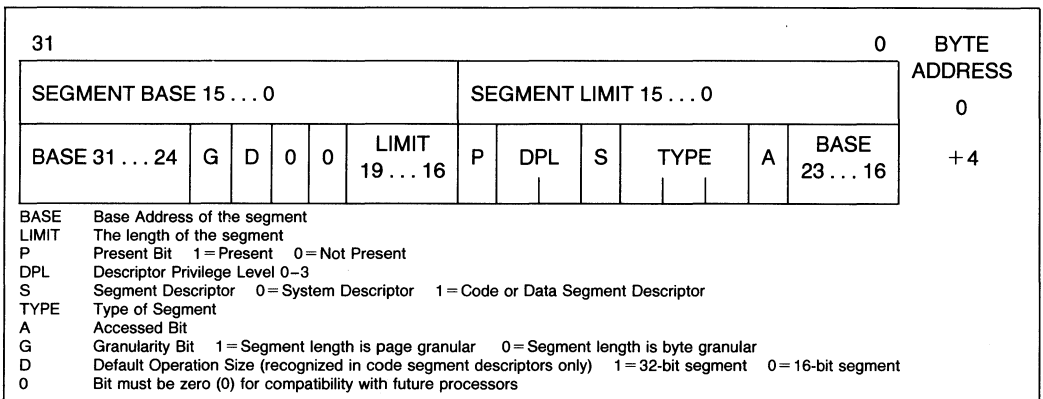 31 0 BYTE
ADDRESS
SEGMENT BASE 15 . . . 0 SEGMENT LIMIT 15 . . . 0 0
BASE 31 . . . 24 G D 0 0 LIMIT 19 . . . 16 P DPL S TYPE A BASE 23 . . . 16 +4
BASE Base Address of the segment
LIMIT The length of the segment
P Present Bit 1=Present 0=Not Present
DPL Descriptor Privilege Level 0–3
S Segment Descriptor 0=System Descriptor 1=Code or Data Segment Descriptor
TYPE Type of Segment
A Accessed Bit
G Granularity Bit 1=Segment length is page granular 0=Segment length is byte granular
D Default Operation Size (recognized in code segment descriptors only) 1=32-bit segment 0=16-bit segment
0 Bit must be zero (0) for compatibility with future processors